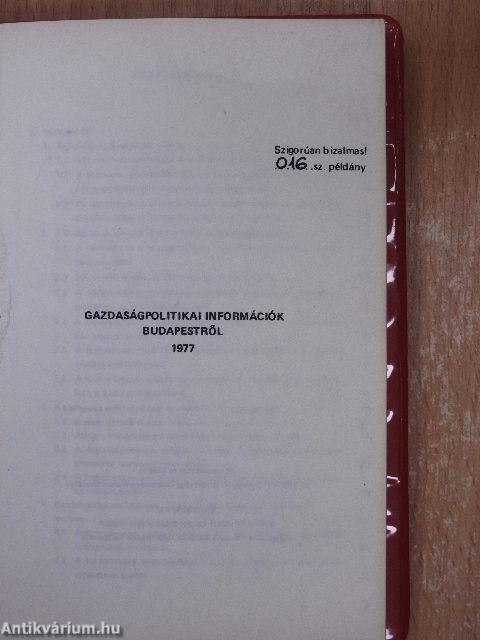 Szigorúan bizalmas!
016 .sz. példány
GAZDASÁGPOLITIKAI INFORMÁCIÓK
BUDAPESTRŐL
1977
Antikvárium.hu